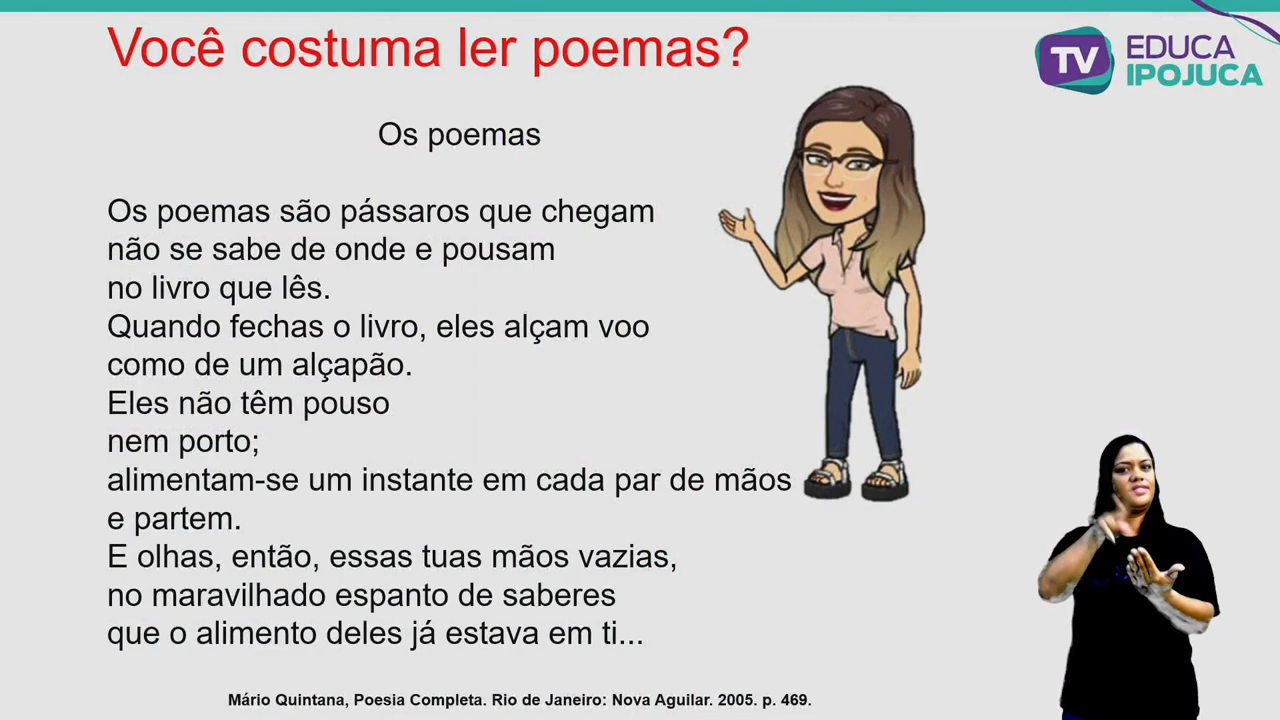 Você costuma ler poemas?
TV EDUCA
IPOJUCA
Os poemas
Os poemas são pássaros que chegam
não se sabe de onde e pousam
no livro que lês.
Quando fechas o livro, eles alçam voo
como de um alçapão.
Eles não têm pouso
nem porto;
alimentam-se um instante em cada par de mãos
e partem.
E olhas, então, essas tuas mãos vazias,
no maravilhado espanto de saberes
que o alimento deles já estava em ti...
Mário Quintana, Poesia Completa. Rio de Janeiro: Nova Aguilar. 2005. p. 469.